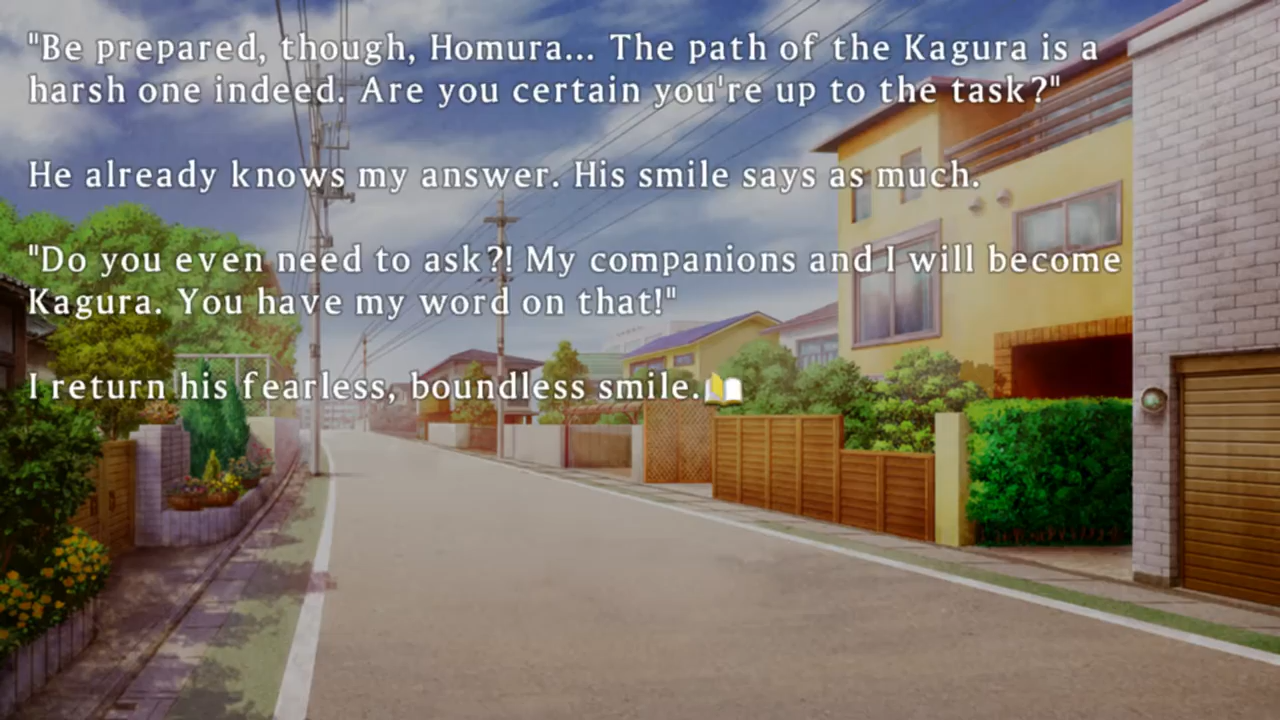 "Be prepared, though, Homura... The path of the Kagura is a
harsh one indeed. Are you certain you're up to the task?"
He already knows my answer. His smile says as much.
"Do you even need to ask?! My companions and I will become
Kagura. You have my word on that!"
I return his fearless, boundless smile.